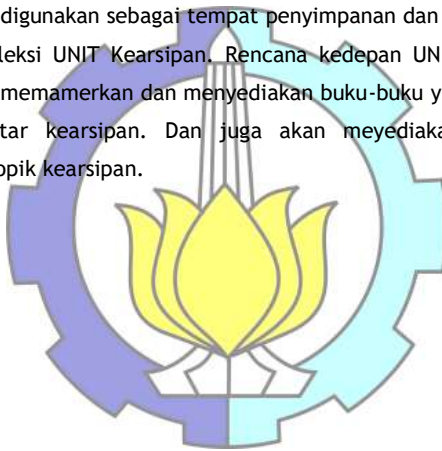 digunakan sebagai tempat penyimpanan dan
leksi UNIT Kearsipan. Rencana kedepan UN
memamerkan dan menyediakan buku-buku y
tar kearsipan. Dan juga akan meyediaka
opik kearsipan.